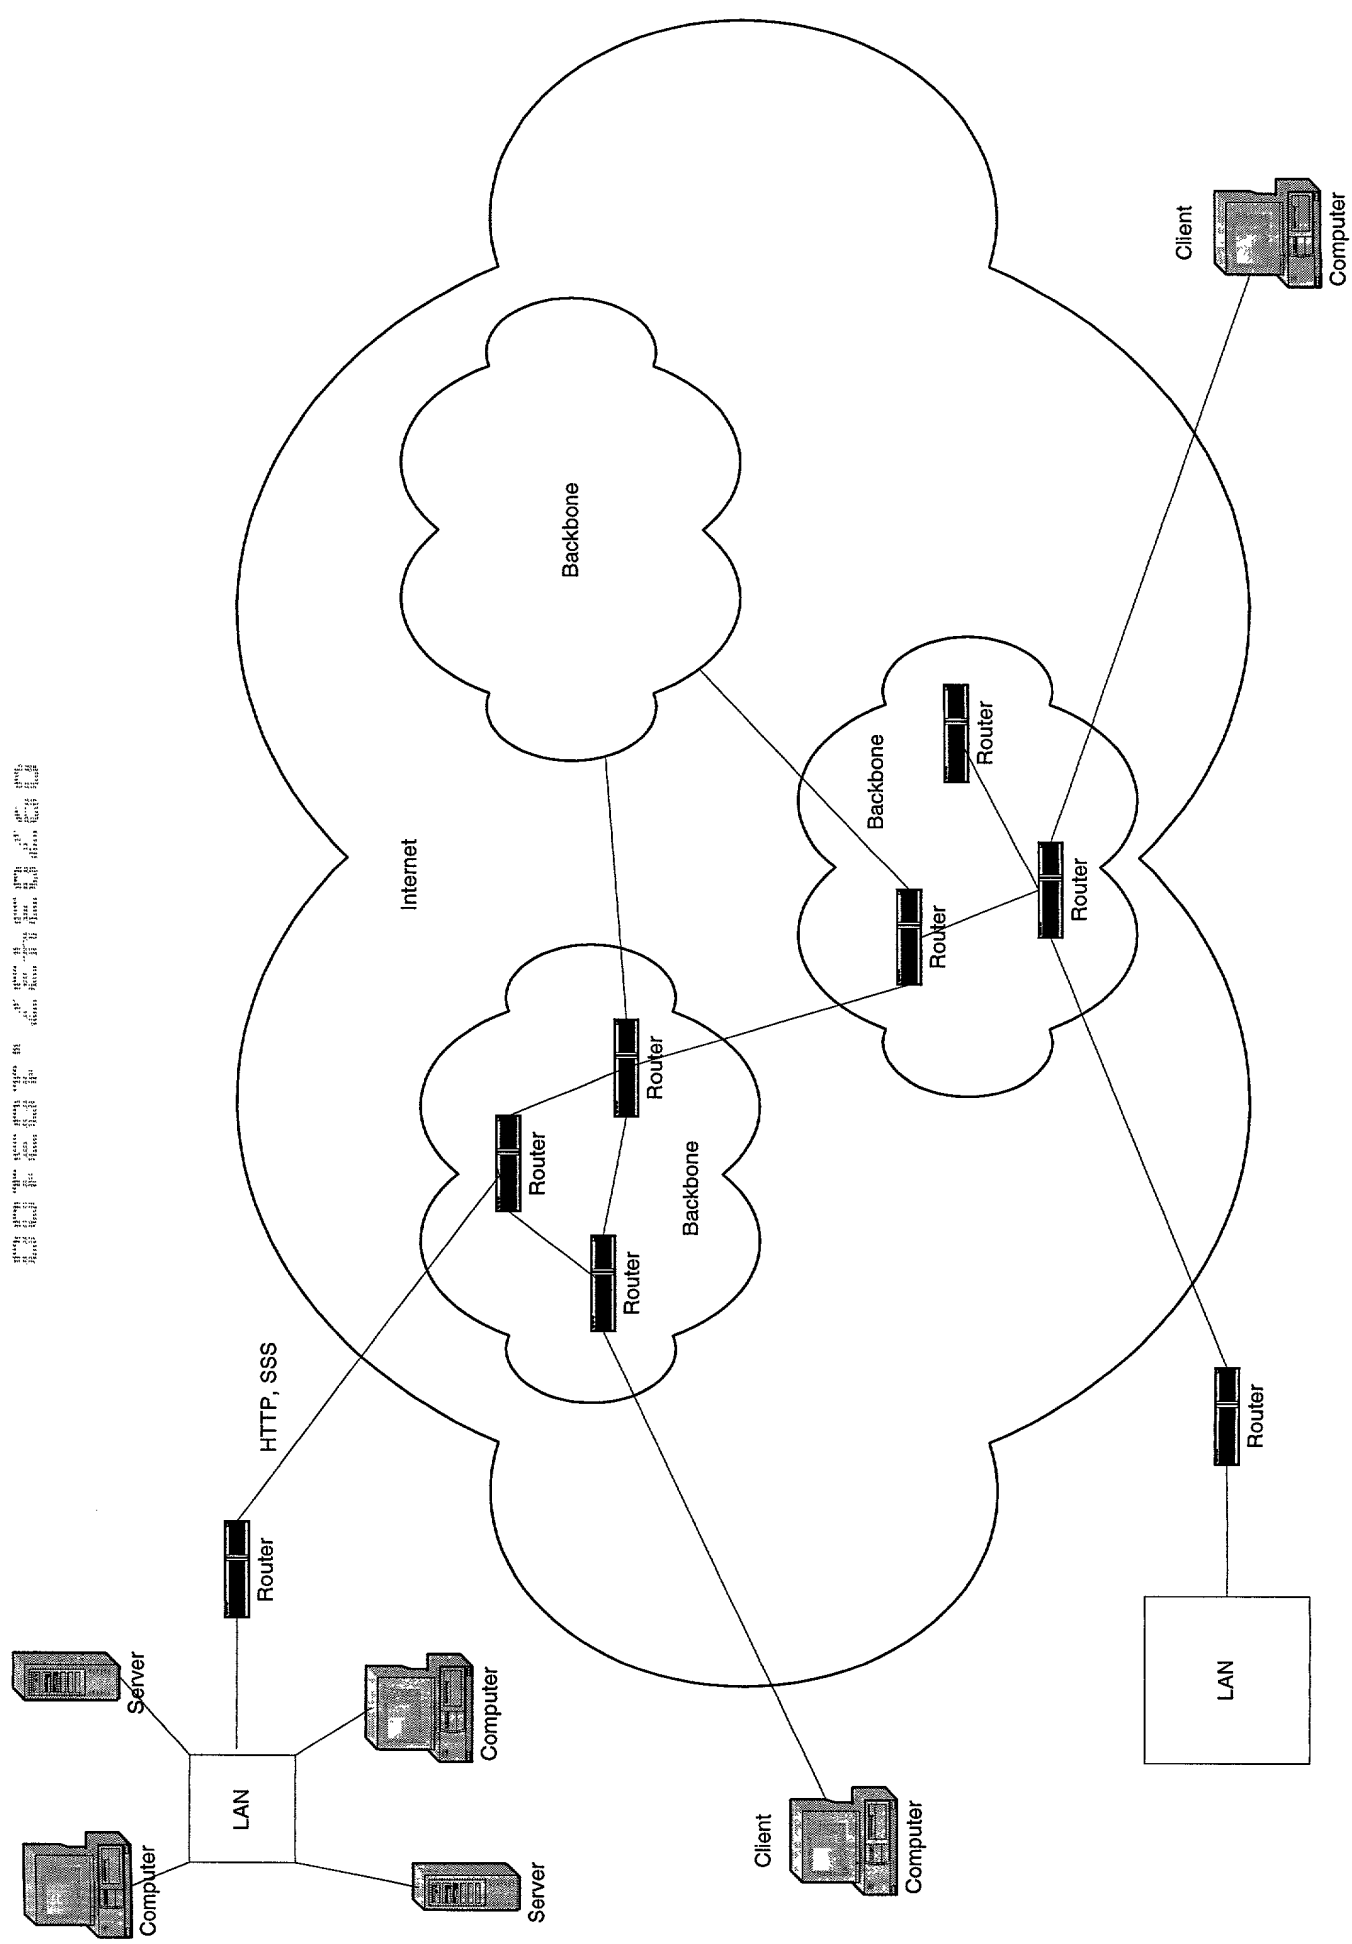 Server
Computer
LAN
Router
HTTP, SSS
Internet
Computer
Server
Router
Backbone
Router
Router
Backbone
Client
Backbone
Computer
Router
Router
Router
Client
LAN
Router
Computer